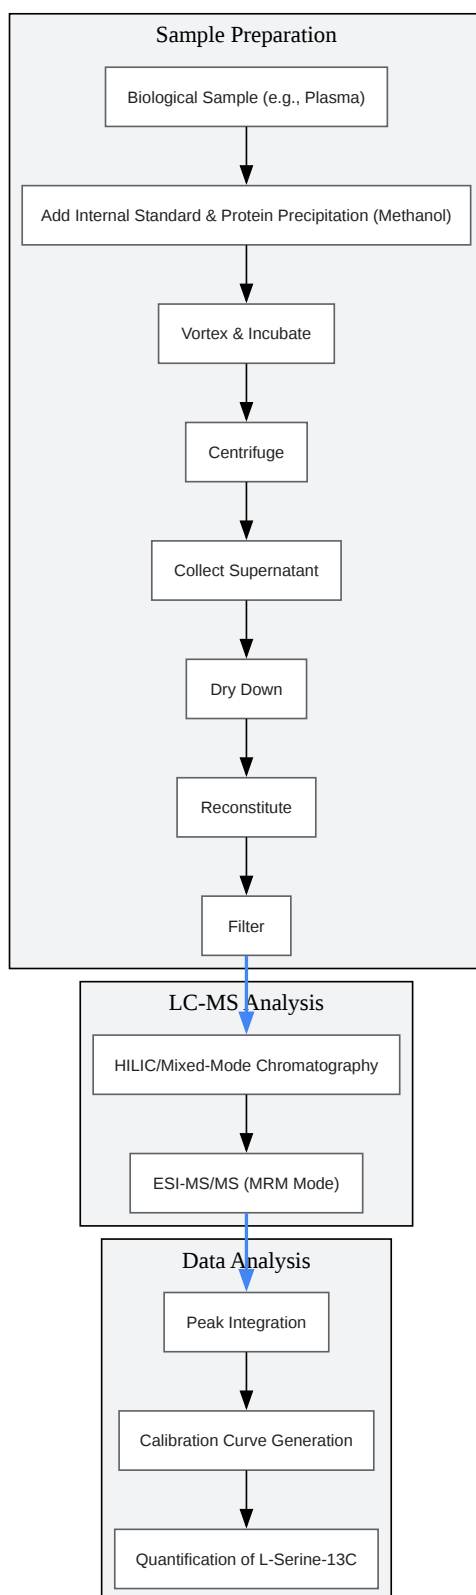 Sample Preparation
Biological Sample (e.g., Plasma)
Add Internal Standard & Protein Precipitation (Methanol)
Vortex & Incubate
Centrifuge
Collect Supernatant
Dry Down
Reconstitute
Filter
LC-MS Analysis
HILIC/Mixed-Mode Chromatography
ESI-MS/MS (MRM Mode)
Data Analysis
Peak Integration
Calibration Curve Generation
Quantification of L-Serine-13C